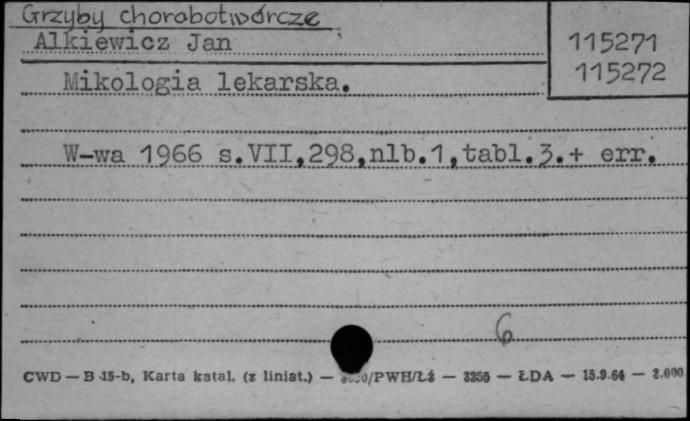 Grzyby chorobotwórcze
Alkiewicz Jan
115271
115272
Mikologia lekarska.
W-wa 1966 s.VII,298,nlb.1,tabl.3.+ err.
6
CWD — B 15-b, Karta katal. (z liniat.) — /PWH/Łź — 3256 — ŁDA — 15.9.64 — 2.000